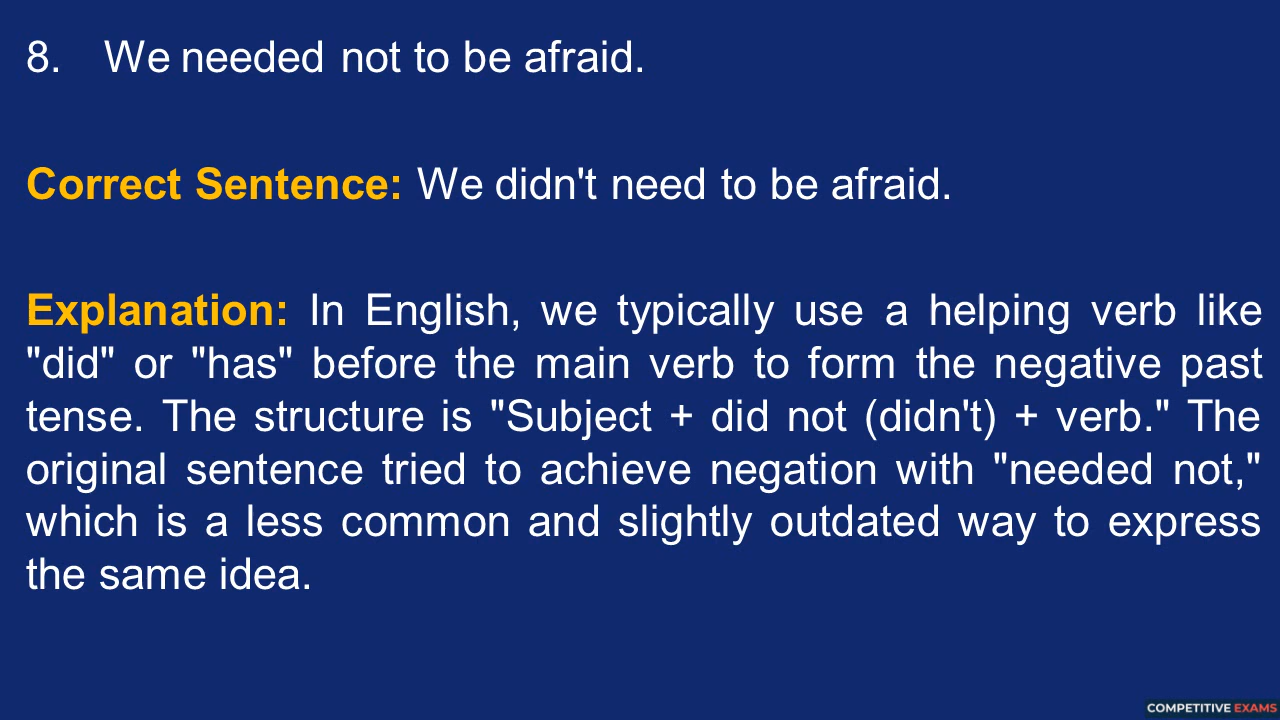 8. We needed not to be afraid.
Correct Sentence: We didn't need to be afraid.
Explanation: In English, we typically use a helping verb like
"did" or "has" before the main verb to form the negative past
tense. The structure is "Subject + did not (didn't) + verb." The
original sentence tried to achieve negation with "needed not,"
which is a less common and slightly outdated way to express
the same idea.
COMPETITIVE EXAMS